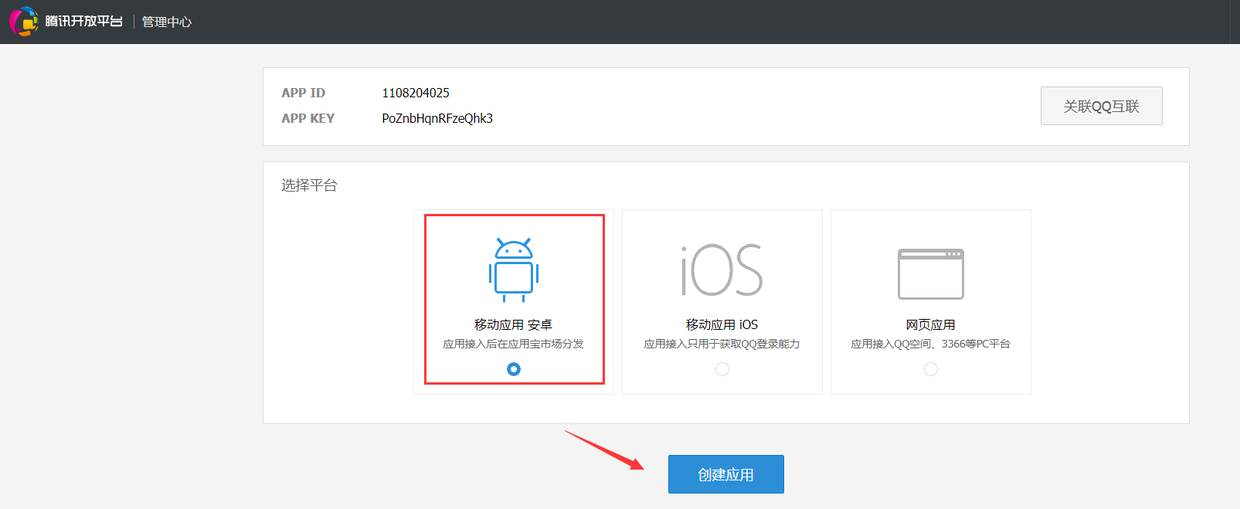 腾讯开放平台 管理中心
APP ID 1108204025
APP KEY PoZnbHqnRFzeQhk3
关联QQ互联
选择平台
iOS
移动应用 安卓
应用接入后在应用宝市场分发
移动应用 iOS
应用接入只用于获取QQ登录能力
网页应用
应用接入QQ空间、3366等PC平台
创建应用